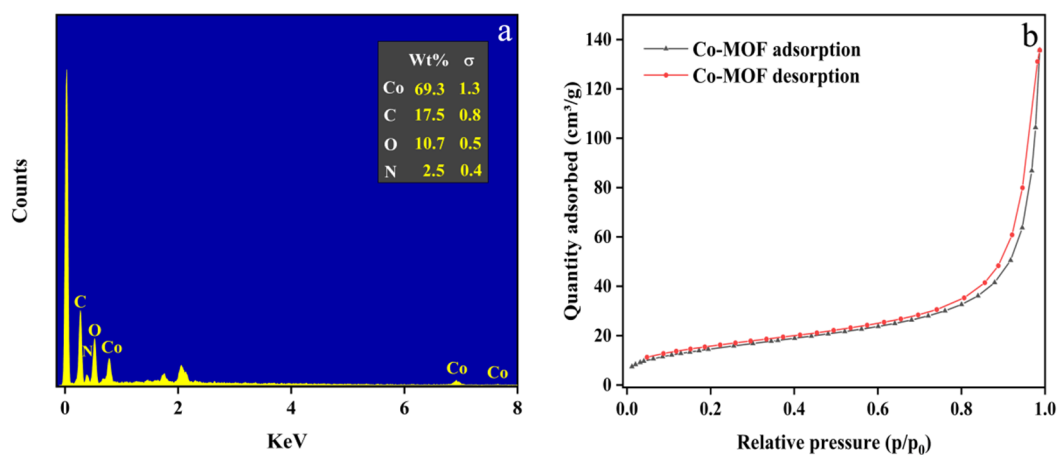 a
Wt% σ
Co 69.3 1.3
C 17.5 0.8
O 10.7 0.5
N 2.5 0.4
Counts
C
O
N
Co
Co
Co
0 2 4 6 8
KeV
b
Co-MOF adsorption
Co-MOF desorption
140
120
100
80
60
40
20
0
Quantity adsorbed (cm³/g)
0.0 0.2 0.4 0.6 0.8 1.0
Relative pressure (p/p₀)